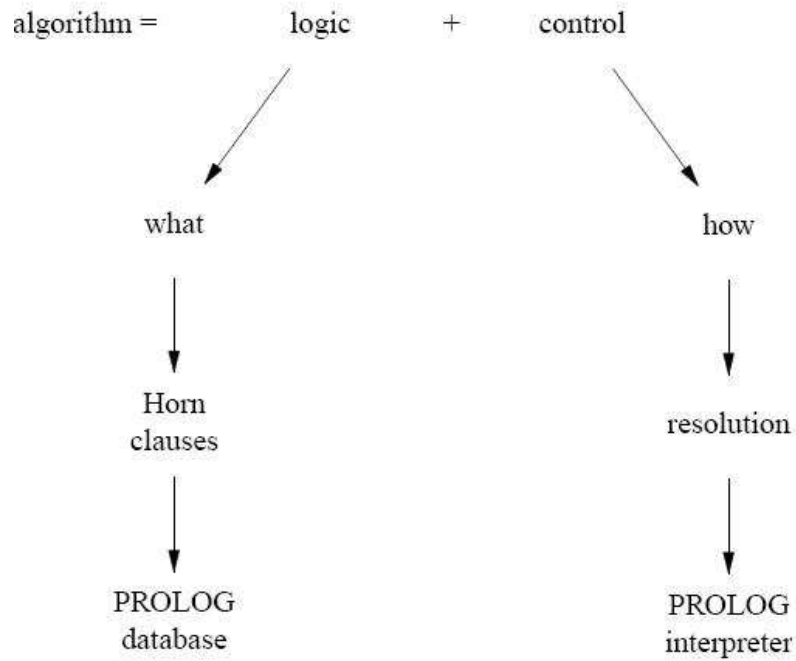 algorithm = logic + control
what how
Horn
clauses
resolution
PROLOG
database
PROLOG
interpreter